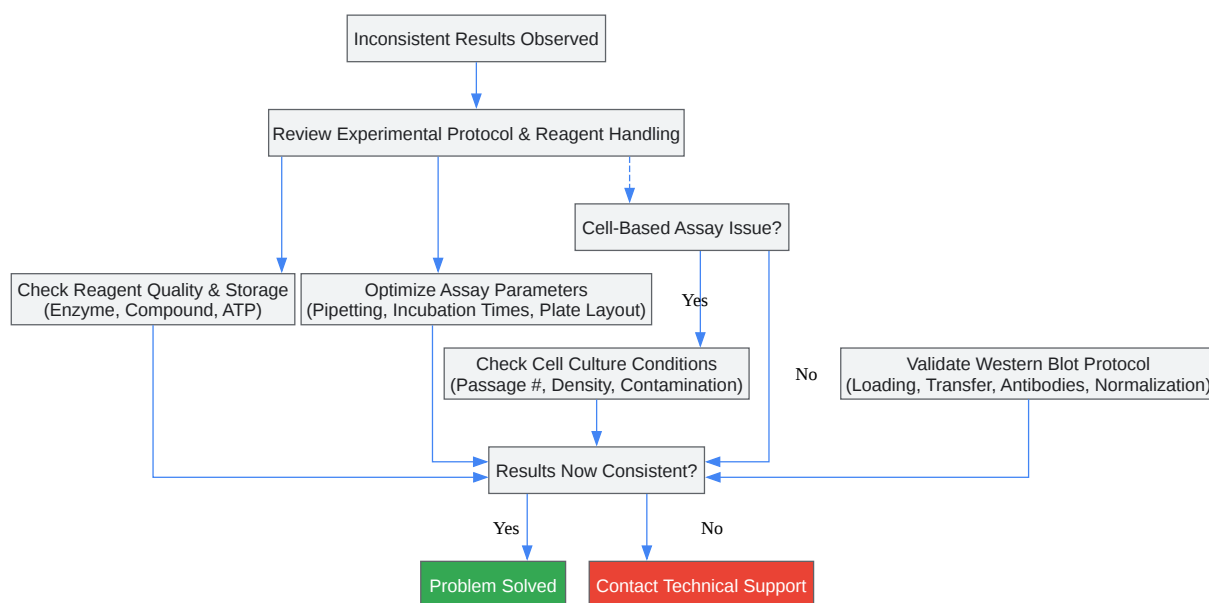 Inconsistent Results Observed
Review Experimental Protocol & Reagent Handling
Cell-Based Assay Issue?
Check Reagent Quality & Storage
(Enzyme, Compound, ATP)
Optimize Assay Parameters
(Pipetting, Incubation Times, Plate Layout)
Yes
Check Cell Culture Conditions
(Passage #, Density, Contamination)
No
Validate Western Blot Protocol
(Loading, Transfer, Antibodies, Normalization)
Results Now Consistent?
Yes
No
Problem Solved
Contact Technical Support